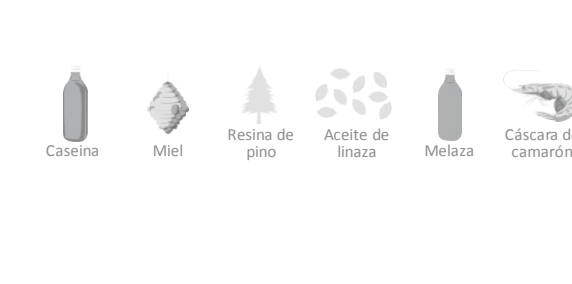 Caseina
Miel
Resina de
pino
Aceite de
linaza
Melaza
Cáscara d
camarón